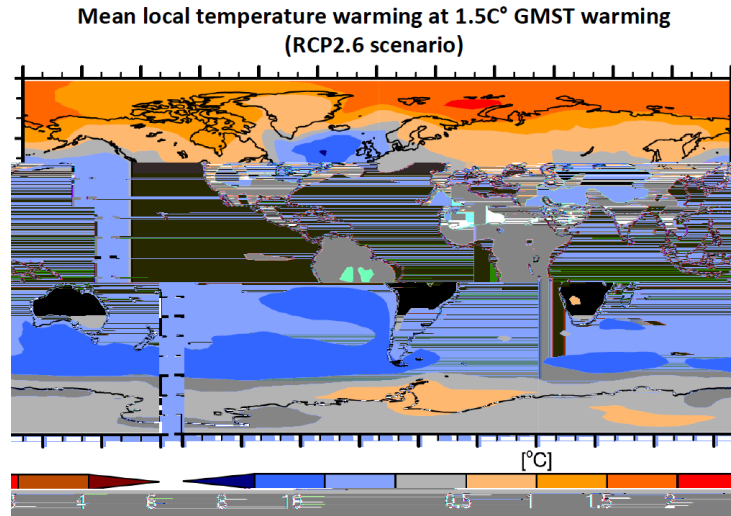 Mean local temperature warming at 1.5C° GMST warming
(RCP2.6 scenario)
[°C]
4 6 8 16 0.5 1 1.5 2